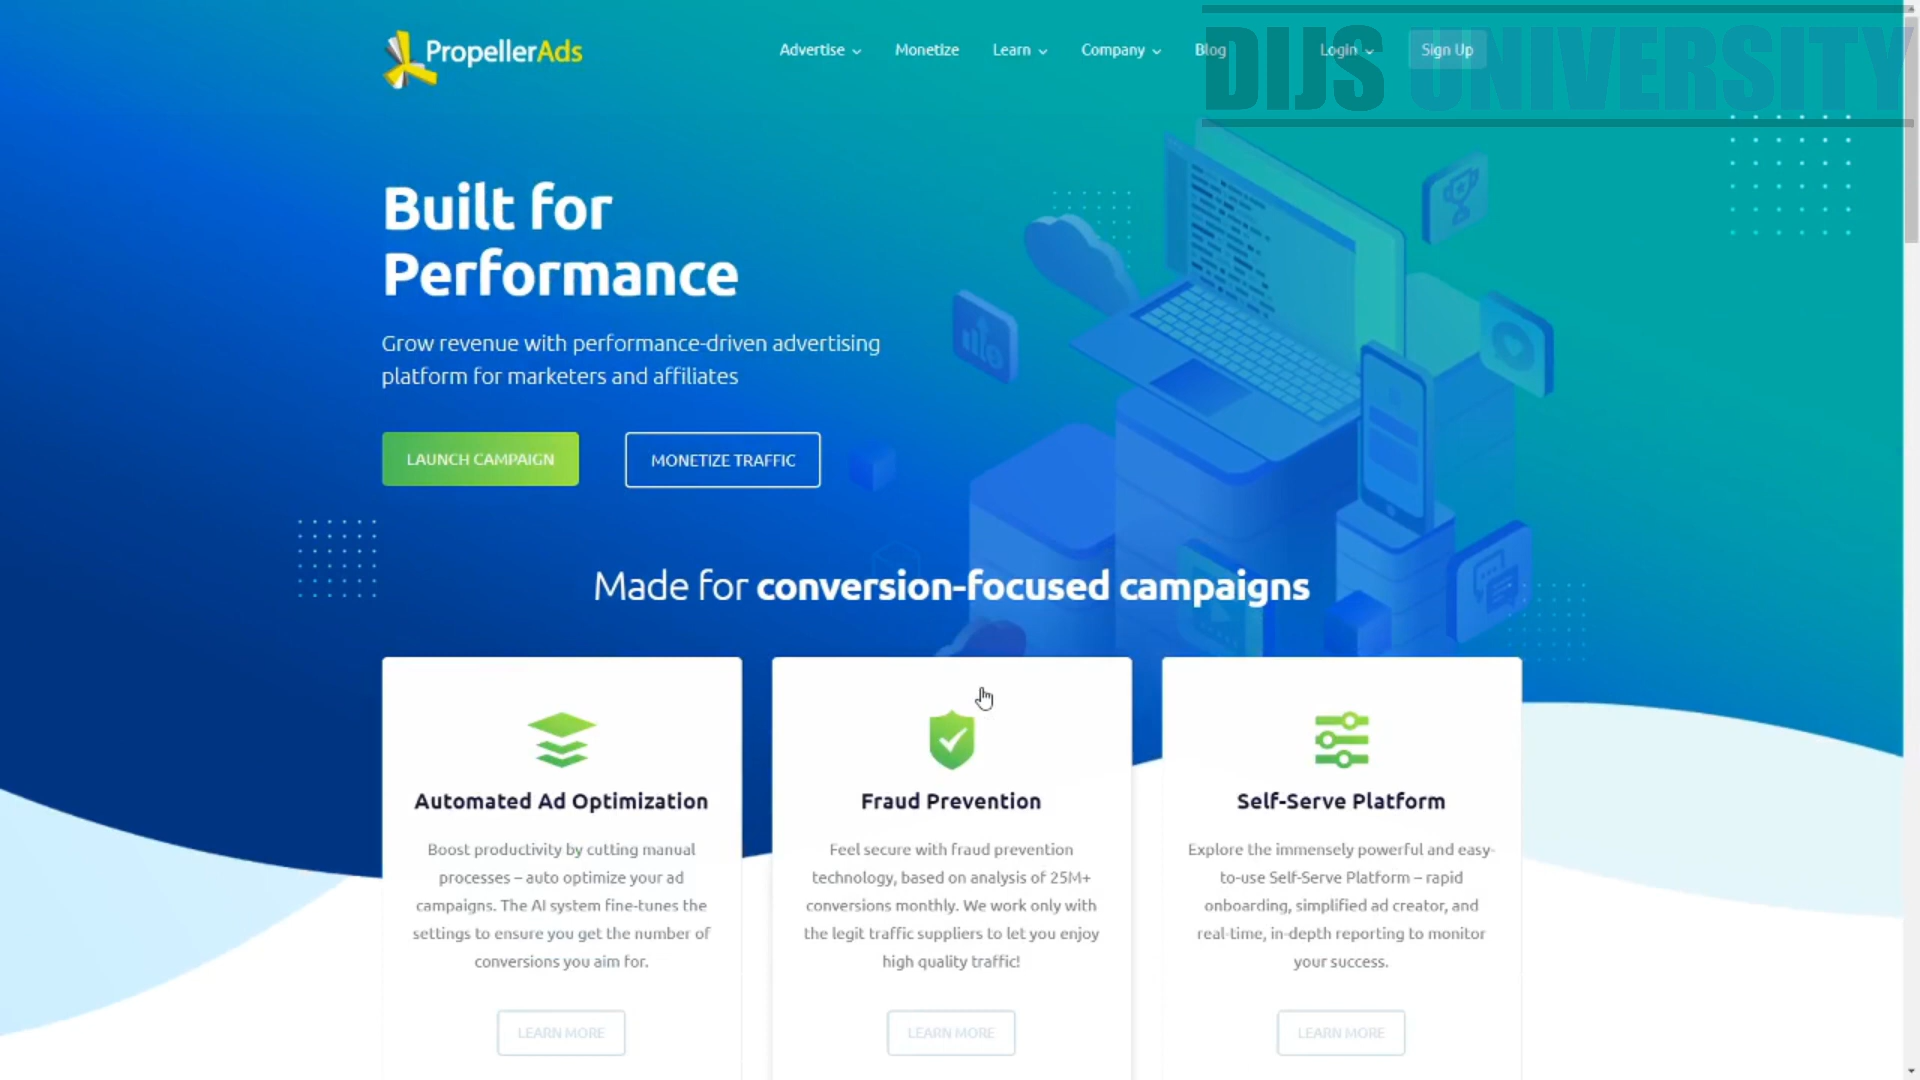 PropellerAds
Advertise
Monetize
Learn
Company
Blog
Login
Sign Up
DIJS UNIVERSITY
Built for
Performance
Grow revenue with performance-driven advertising
platform for marketers and affiliates
LAUNCH CAMPAIGN
MONETIZE TRAFFIC
Made for conversion-focused campaigns
Automated Ad Optimization
Boost productivity by cutting manual
processes – auto optimize your ad
campaigns. The AI system fine-tunes the
settings to ensure you get the number of
conversions you aim for.
LEARN MORE
Fraud Prevention
Feel secure with fraud prevention
technology, based on analysis of 25M+
conversions monthly. We work only with
the legit traffic suppliers to let you enjoy
high quality traffic!
LEARN MORE
Self-Serve Platform
Explore the immensely powerful and easy-
to-use Self-Serve Platform – rapid
onboarding, simplified ad creator, and
real-time, in-depth reporting to monitor
your success.
LEARN MORE